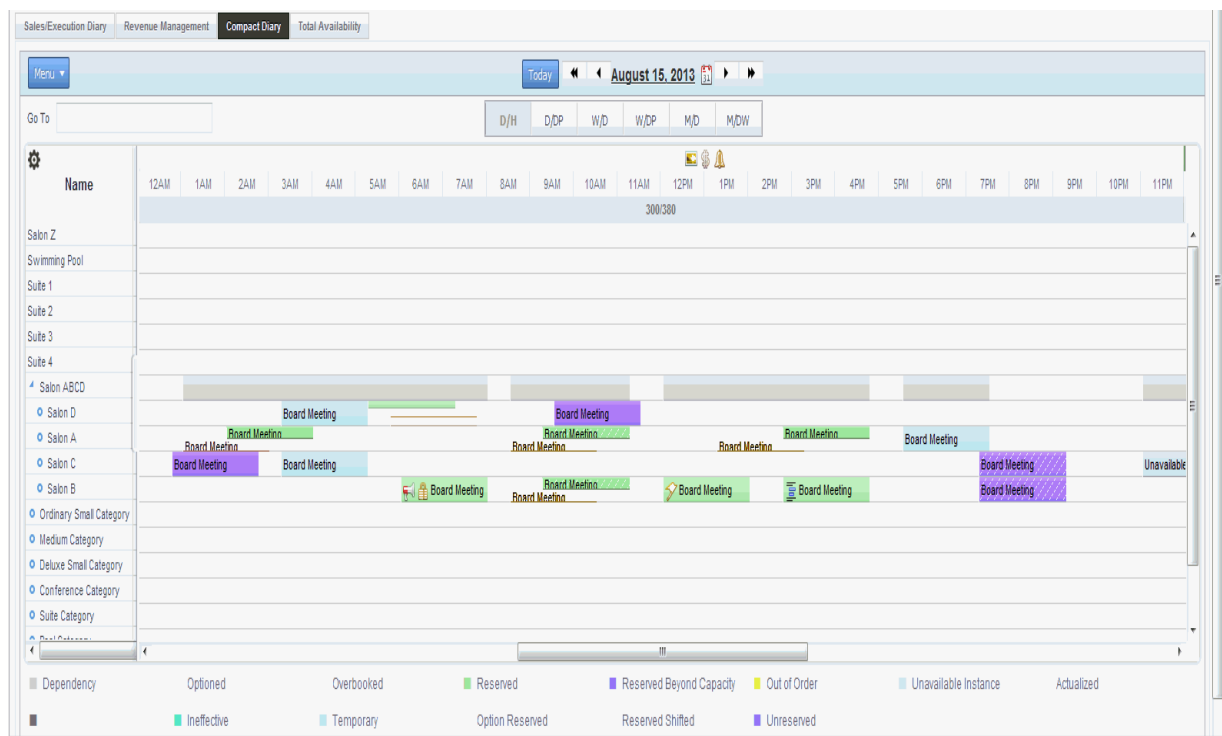 Sales/Execution Diary Revenue Management Compact Diary Total Availability
Menu Today August 15, 2013 31
Go To D/H D/DP W/D W/DP M/D M/DW
Name 12AM 1AM 2AM 3AM 4AM 5AM 6AM 7AM 8AM 9AM 10AM 11AM 12PM 1PM 2PM 3PM 4PM 5PM 6PM 7PM 8PM 9PM 10PM 11PM
300/380
Salon Z
Swimming Pool
Suite 1
Suite 2
Suite 3
Suite 4
Salon ABCD
Salon D Board Meeting Board Meeting
Salon A Board Meeting Board Meeting Board Meeting Board Meeting Board Meeting Board Meeting Board Meeting
Salon C Board Meeting Board Meeting Board Meeting Unavailable
Salon B Board Meeting Board Meeting Board Meeting Board Meeting Board Meeting Board Meeting
Ordinary Small Category
Medium Category
Deluxe Small Category
Conference Category
Suite Category
Pool Category
Dependency Optioned Overbooked Reserved Reserved Beyond Capacity Out of Order Unavailable Instance Actualized
Ineffective Temporary Option Reserved Reserved Shifted Unreserved